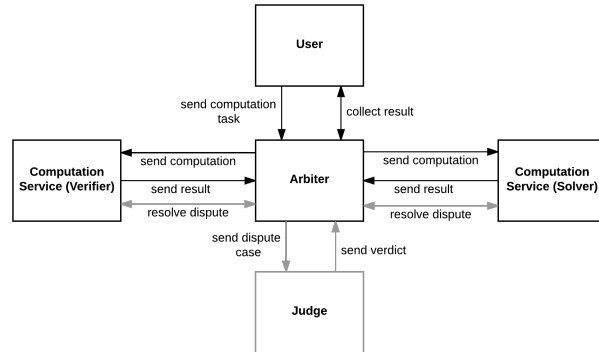 User
send computation
task
collect result
Computation
Service (Verifier)
send computation
send result
resolve dispute
Arbiter
send computation
send result
resolve dispute
Computation
Service (Solver)
send dispute
case
send verdict
Judge